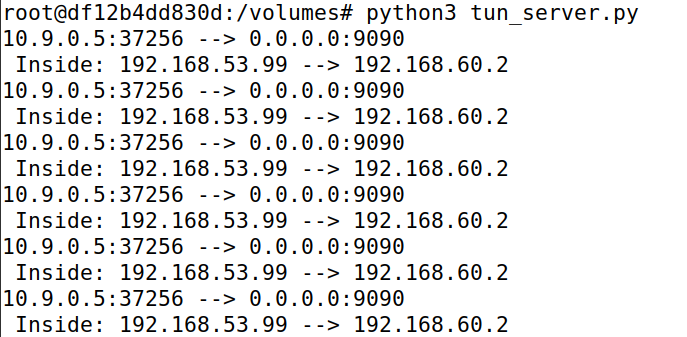 root@df12b4dd830d:/volumes# python3 tun_server.py
10.9.0.5:37256 --> 0.0.0.0:9090
 Inside: 192.168.53.99 --> 192.168.60.2
10.9.0.5:37256 --> 0.0.0.0:9090
 Inside: 192.168.53.99 --> 192.168.60.2
10.9.0.5:37256 --> 0.0.0.0:9090
 Inside: 192.168.53.99 --> 192.168.60.2
10.9.0.5:37256 --> 0.0.0.0:9090
 Inside: 192.168.53.99 --> 192.168.60.2
10.9.0.5:37256 --> 0.0.0.0:9090
 Inside: 192.168.53.99 --> 192.168.60.2
10.9.0.5:37256 --> 0.0.0.0:9090
 Inside: 192.168.53.99 --> 192.168.60.2